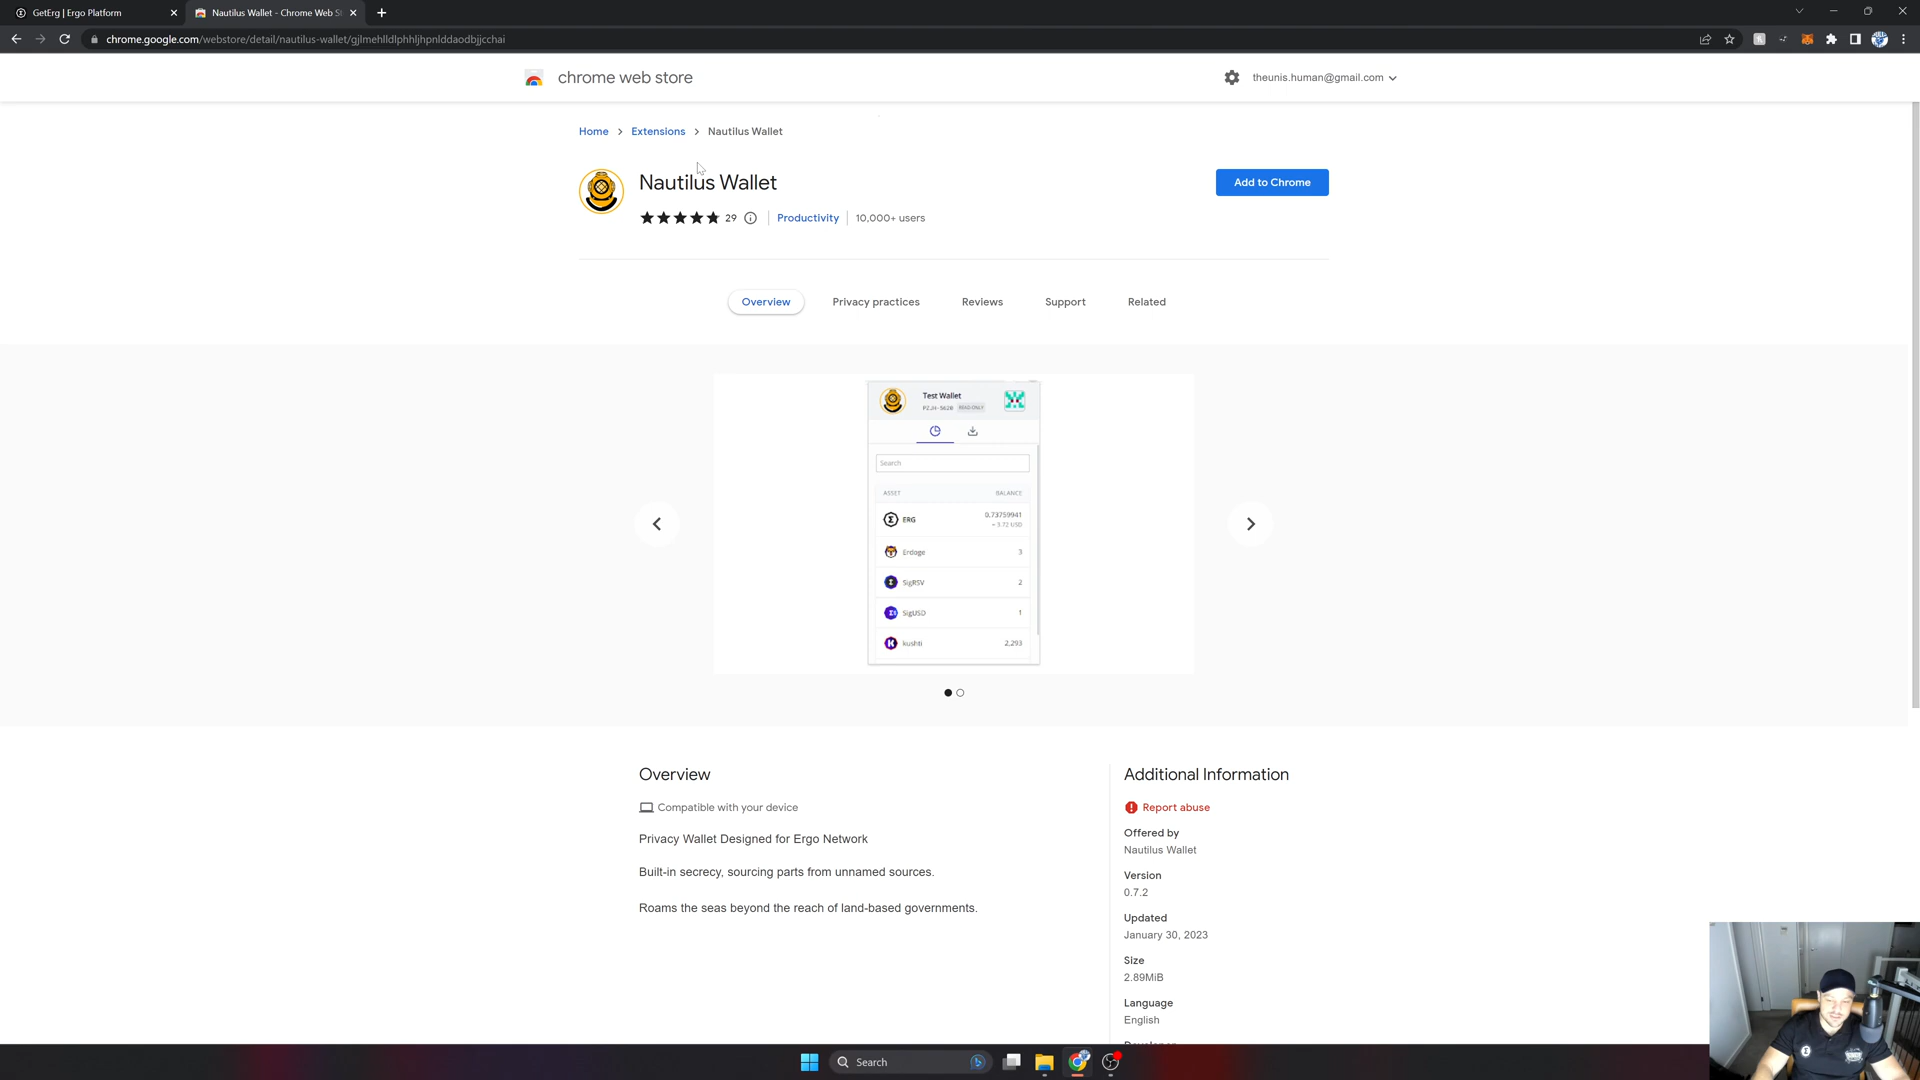 GetErg | Ergo Platform
Nautilus Wallet - Chrome Web St
chrome.google.com/webstore/detail/nautilus-wallet/gjlmehlldlphhljhpnlddaodbjjcchai
chrome web store
theunis.human@gmail.com
Home > Extensions > Nautilus Wallet
Nautilus Wallet
Add to Chrome
29
Productivity
10,000+ users
Overview
Privacy practices
Reviews
Support
Related
Test Wallet
READ-ONLY
Search
ASSET
BALANCE
ERG
0.73759941
≈ 3.72 USD
Erdoge
3
SigRSV
2
SigUSD
1
kushti
2,293
Overview
Compatible with your device
Privacy Wallet Designed for Ergo Network
Built-in secrecy, sourcing parts from unnamed sources.
Roams the seas beyond the reach of land-based governments.
Additional Information
Report abuse
Offered by
Nautilus Wallet
Version
0.7.2
Updated
January 30, 2023
Size
2.89MiB
Language
English
Search